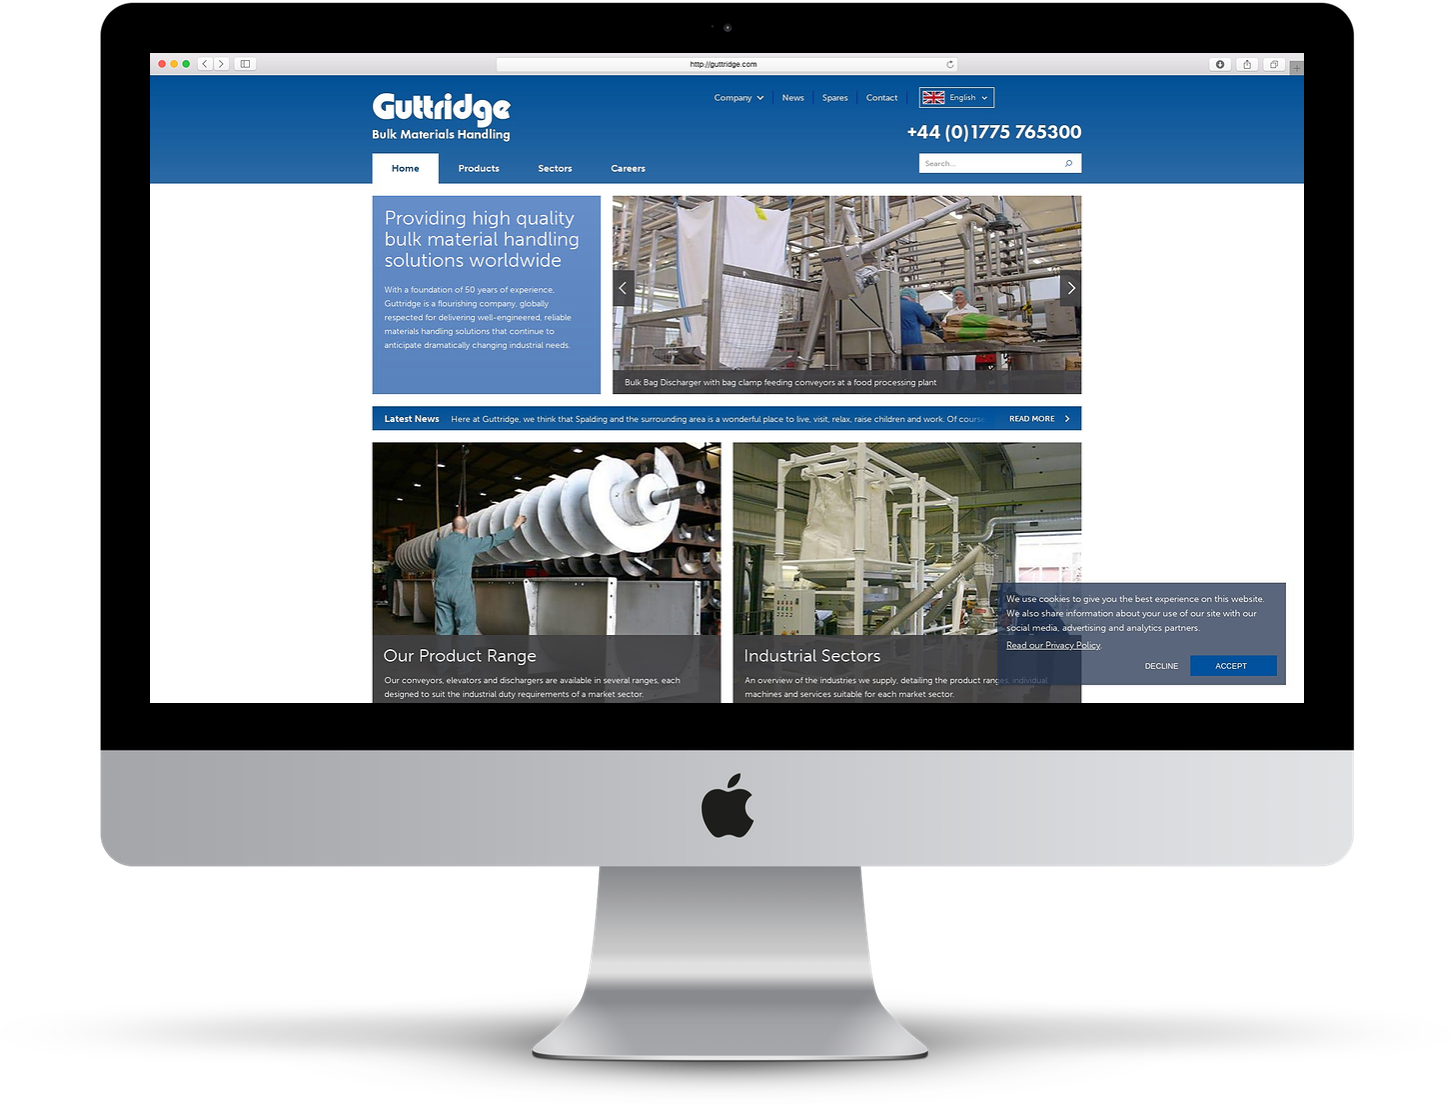 http://guttridge.com
Company
News
Spares
Contact
English
Guttridge
Bulk Materials Handling
+44 (0)1775 765300
Search...
Home
Products
Sectors
Careers
Providing high quality
bulk material handling
solutions worldwide
With a foundation of 50 years of experience,
Guttridge is a flourishing company, globally
respected for delivering well-engineered, reliable
materials handling solutions that continue to
anticipate dramatically changing industrial needs.
Bulk Bag Discharger with bag clamp feeding conveyors at a food processing plant
Latest News
Here at Guttridge, we think that Spalding and the surrounding area is a wonderful place to live, visit, relax, raise children and work. Of course
READ MORE
Our Product Range
Our conveyors, elevators and dischargers are available in several ranges, each
designed to suit the industrial duty requirements of a market sector.
Industrial Sectors
An overview of the industries we supply, detailing the product ranges, individual
machines and services suitable for each market sector.
We use cookies to give you the best experience on this website.
We also share information about your use of our site with our
social media, advertising and analytics partners.
Read our Privacy Policy.
DECLINE
ACCEPT